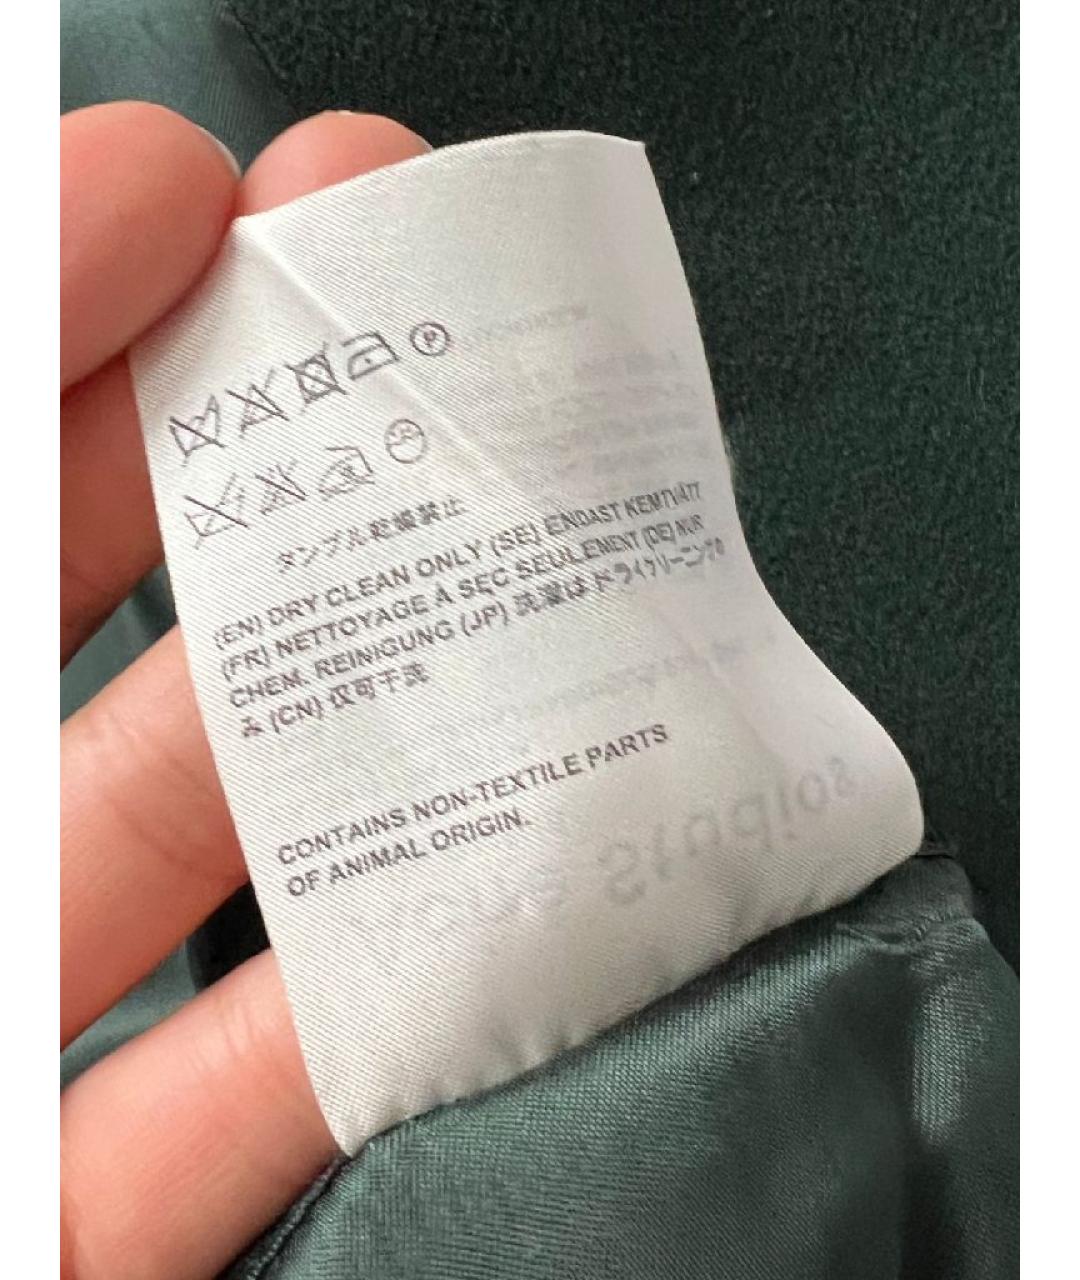 P
タンブル乾燥禁止
(EN) DRY CLEAN ONLY (SE) ENDAST KEMTVÄTT
(FR) NETTOYAGE À SEC SEULEMENT (DE) NUR
CHEM. REINIGUNG (JP) 洗濯は ドライクリーニングの
み (CN) 仅可干洗
CONTAINS NON-TEXTILE PARTS
OF ANIMAL ORIGIN.